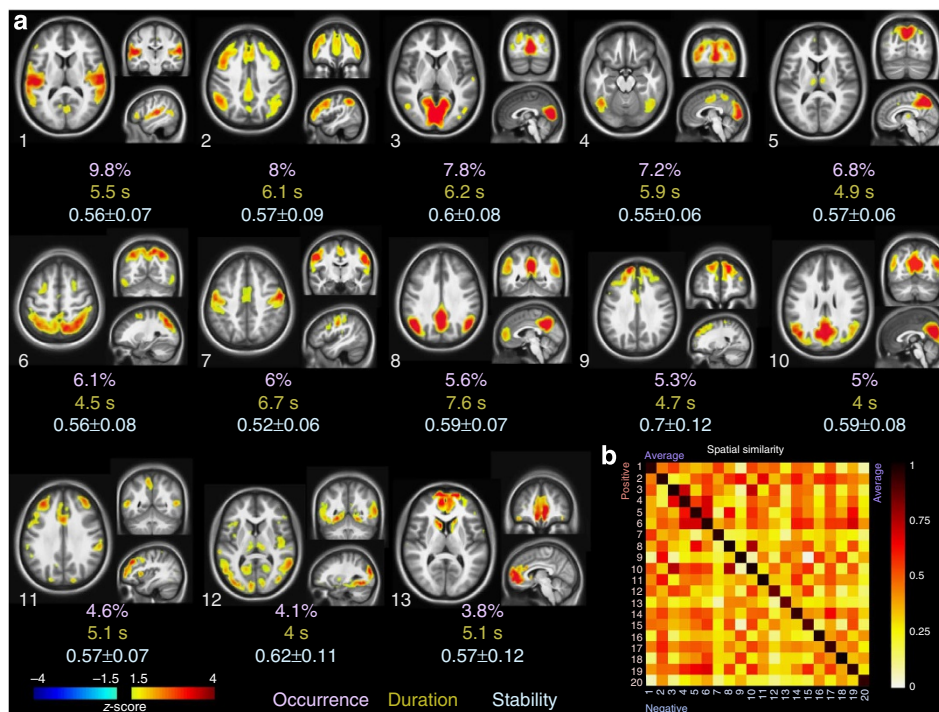 a
1
2
3
4
5
9.8%
8%
7.8%
7.2%
6.8%
5.5 s
6.1 s
6.2 s
5.9 s
4.9 s
0.56±0.07
0.57±0.09
0.6±0.08
0.55±0.06
0.57±0.06
6
7
8
9
10
6.1%
6%
5.6%
5.3%
5%
4.5 s
6.7 s
7.6 s
4.7 s
4 s
0.56±0.08
0.52±0.06
0.59±0.07
0.7±0.12
0.59±0.08
11
12
13
4.6%
4.1%
3.8%
5.1 s
4 s
5.1 s
0.57±0.07
0.62±0.11
0.57±0.12
−4
−1.5
1.5
4
z-score
Occurrence
Duration
Stability
b
Spatial similarity
Average
Positive
1
2
3
4
5
6
7
8
9
10
11
12
13
14
15
16
17
18
19
20
1 2 3 4 5 6 7 8 9 10 11 12 13 14 15 16 17 18 19 20
Negative
Average
1
0.75
0.5
0.25
0